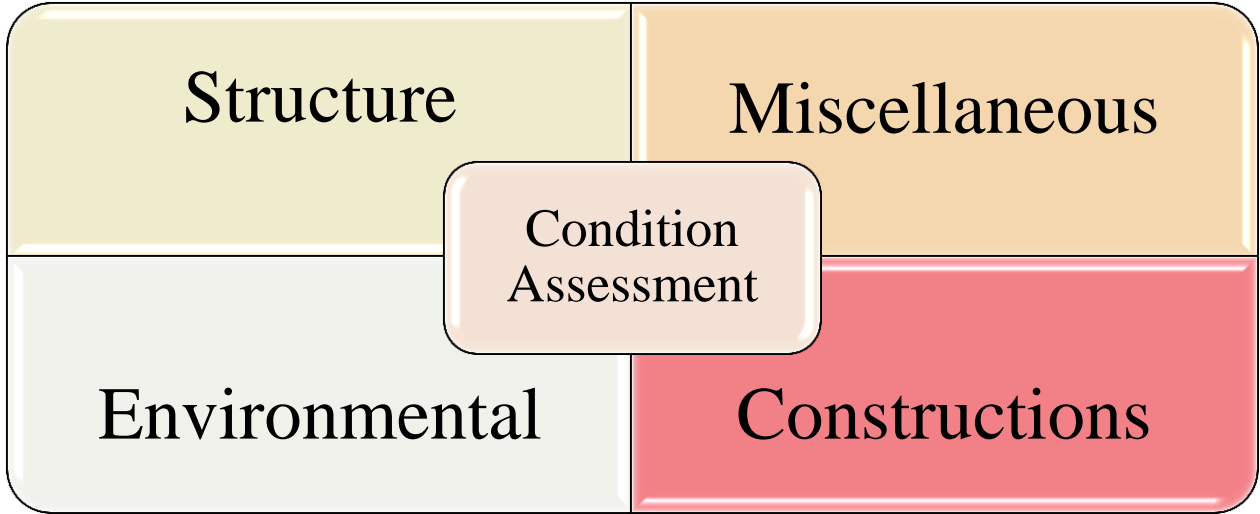 Structure
Miscellaneous
Condition
Assessment
Environmental
Constructions